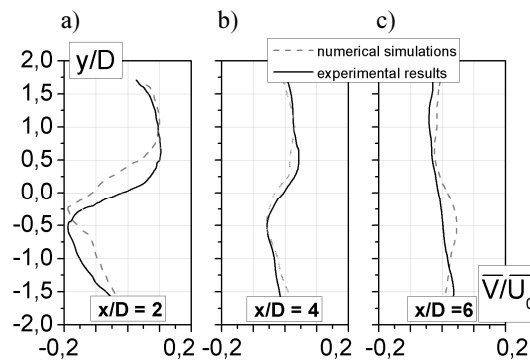 a) b) c)
y/D
numerical simulations
experimental results
2,0
1,5
1,0
0,5
0,0
-0,5
-1,0
-1,5
-2,0
x/D = 2 x/D = 4 x/D =6
V/U
-0,2 0,2 -0,2 0,2 -0,2 0,2